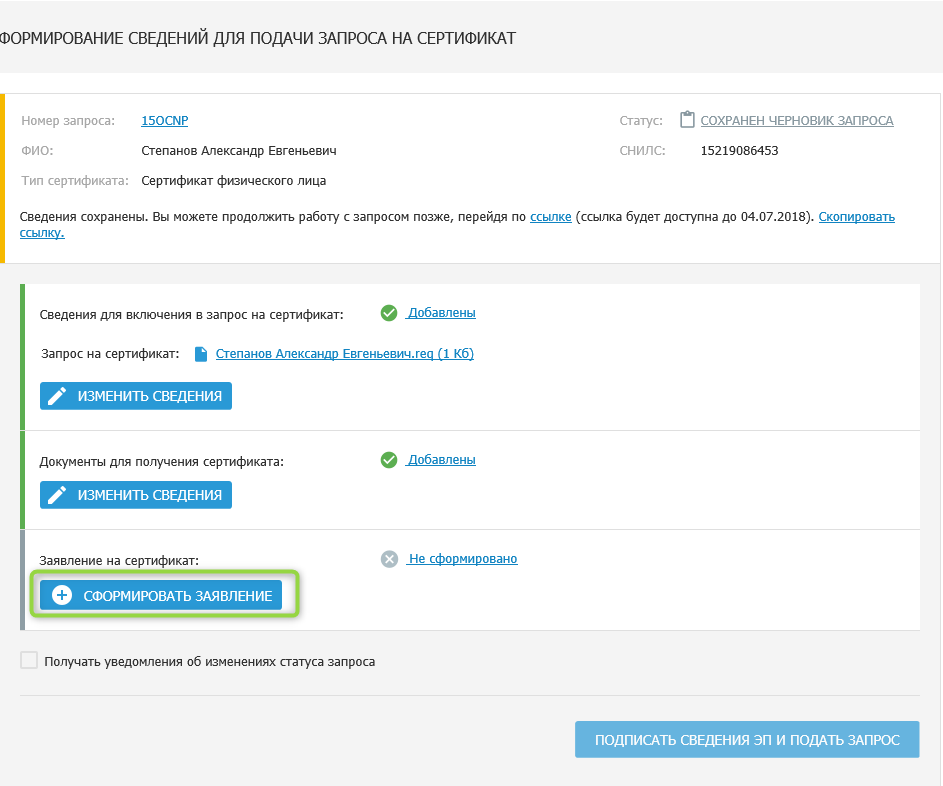 ФОРМИРОВАНИЕ СВЕДЕНИЙ ДЛЯ ПОДАЧИ ЗАПРОСА НА СЕРТИФИКАТ
Номер запроса: 15OCNP Статус: СОХРАНЕН ЧЕРНОВИК ЗАПРОСА
ФИО: Степанов Александр Евгеньевич СНИЛС: 15219086453
Тип сертификата: Сертификат физического лица
Сведения сохранены. Вы можете продолжить работу с запросом позже, перейдя по ссылке (ссылка будет доступна до 04.07.2018). Скопировать
ссылку.
Сведения для включения в запрос на сертификат: Добавлены
Запрос на сертификат: Степанов Александр Евгеньевич.req (1 Кб)
ИЗМЕНИТЬ СВЕДЕНИЯ
Документы для получения сертификата: Добавлены
ИЗМЕНИТЬ СВЕДЕНИЯ
Заявление на сертификат: Не сформировано
СФОРМИРОВАТЬ ЗАЯВЛЕНИЕ
Получать уведомления об изменениях статуса запроса
ПОДПИСАТЬ СВЕДЕНИЯ ЭП И ПОДАТЬ ЗАПРОС